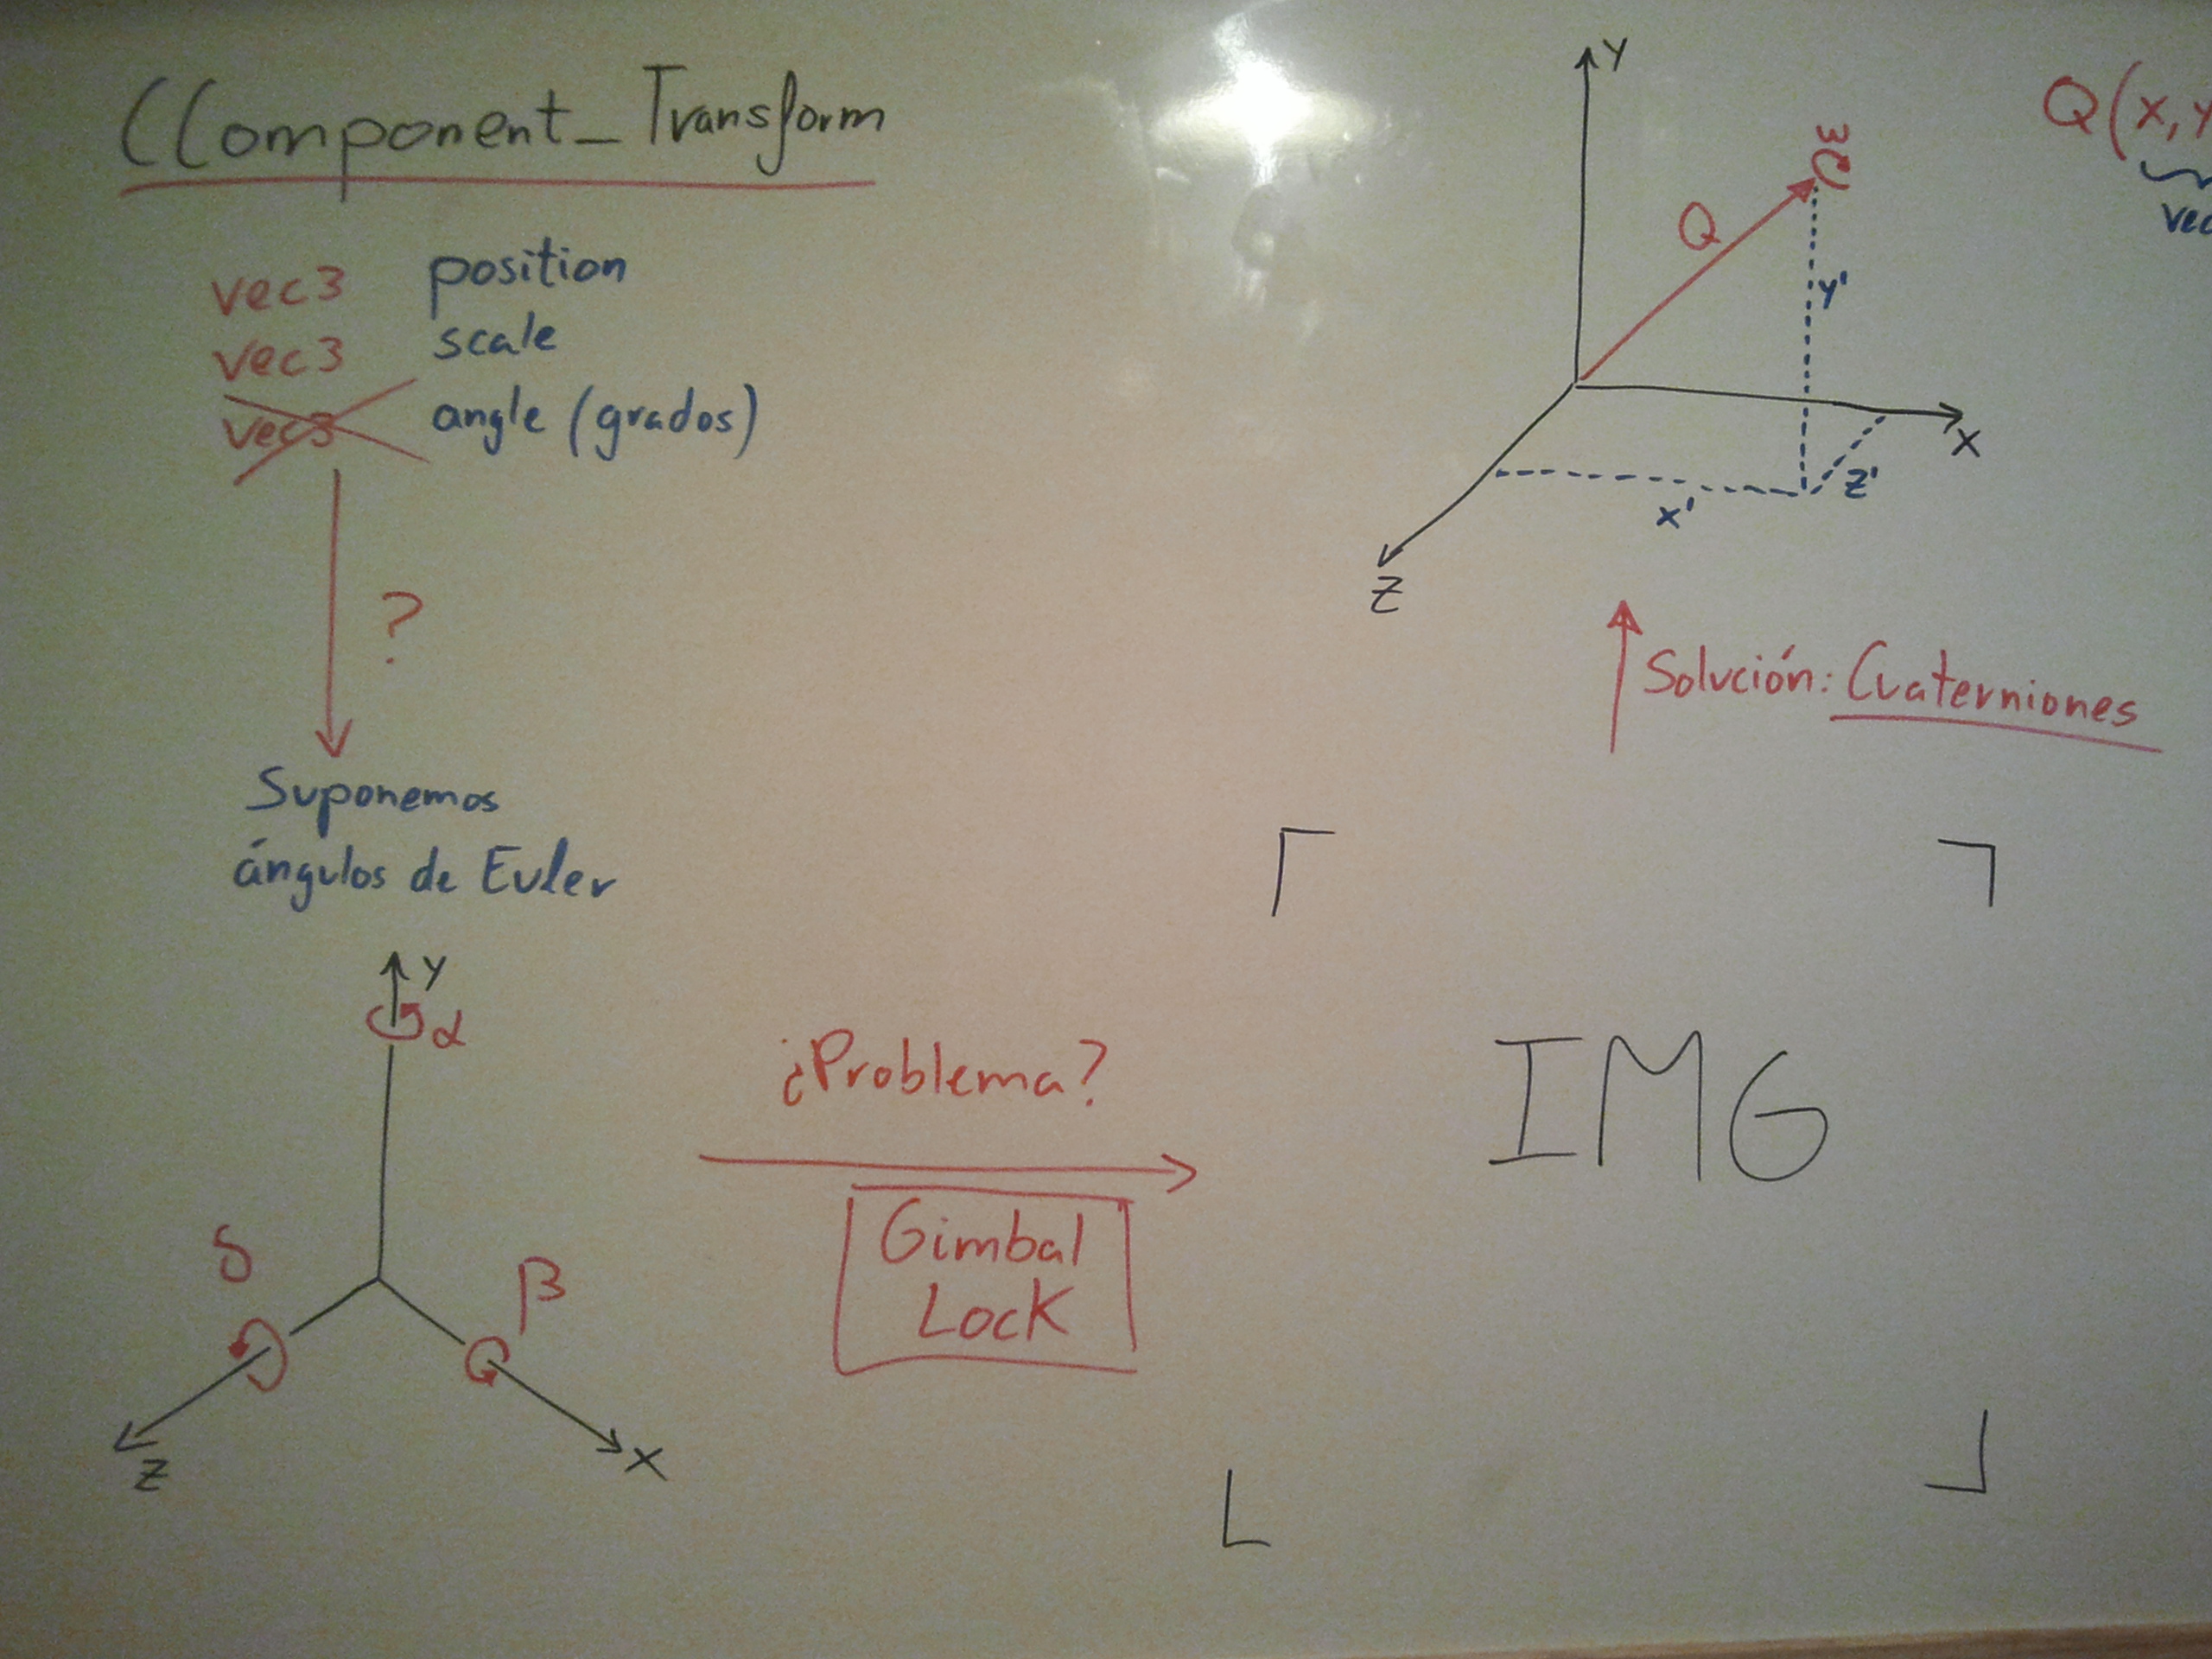 CComponent_Transform
vec3 position
vec3 scale
vec3 angle (grados)
?
Suponemos
ángulos de Euler
Y
α
δ
β
Z
X
¿Problema?
Gimbal
Lock
Y
ω
Q
y'
X
z'
x'
Z
Q(x, y
vec
Solución: Cuaterniones
IMG